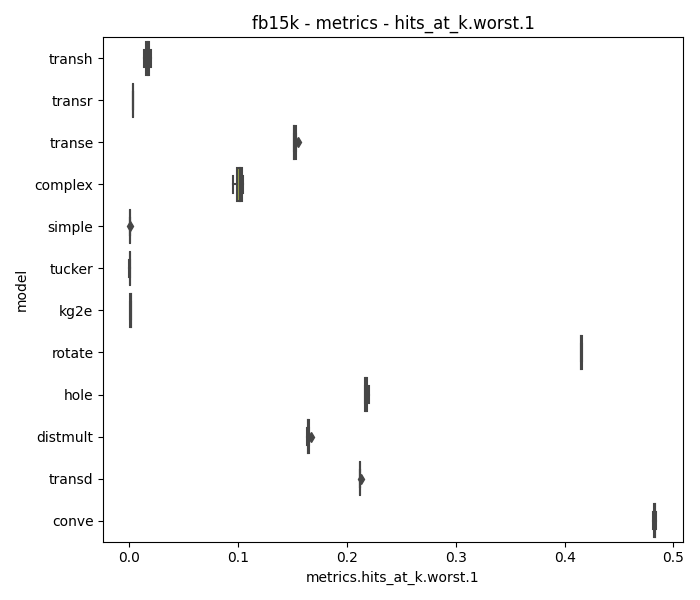 fb15k - metrics - hits_at_k.worst.1
transh
transr
transe
complex
simple
tucker
kg2e
rotate
hole
distmult
transd
conve
model
0.0 0.1 0.2 0.3 0.4 0.5
metrics.hits_at_k.worst.1